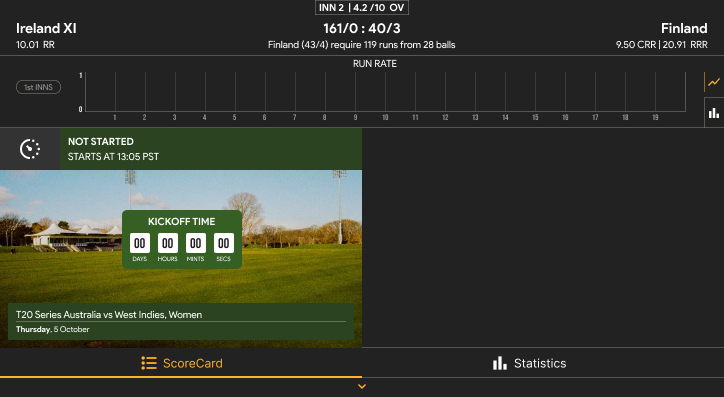 INN 2 | 4.2 /10 OV
Ireland XI
161/0 : 40/3
Finland
10.01 RR
Finland (43/4) require 119 runs from 28 balls
9.50 CRR | 20.91 RRR
RUN RATE
1st INNS
1
0
1 2 3 4 5 6 7 8 9 10 11 12 13 14 15 16 17 18 19
NOT STARTED
STARTS AT 13:05 PST
KICKOFF TIME
00 00 00 00
DAYS HOURS MINTS SECS
T20 Series Australia vs West Indies, Women
Thursday, 5 October
ScoreCard
Statistics